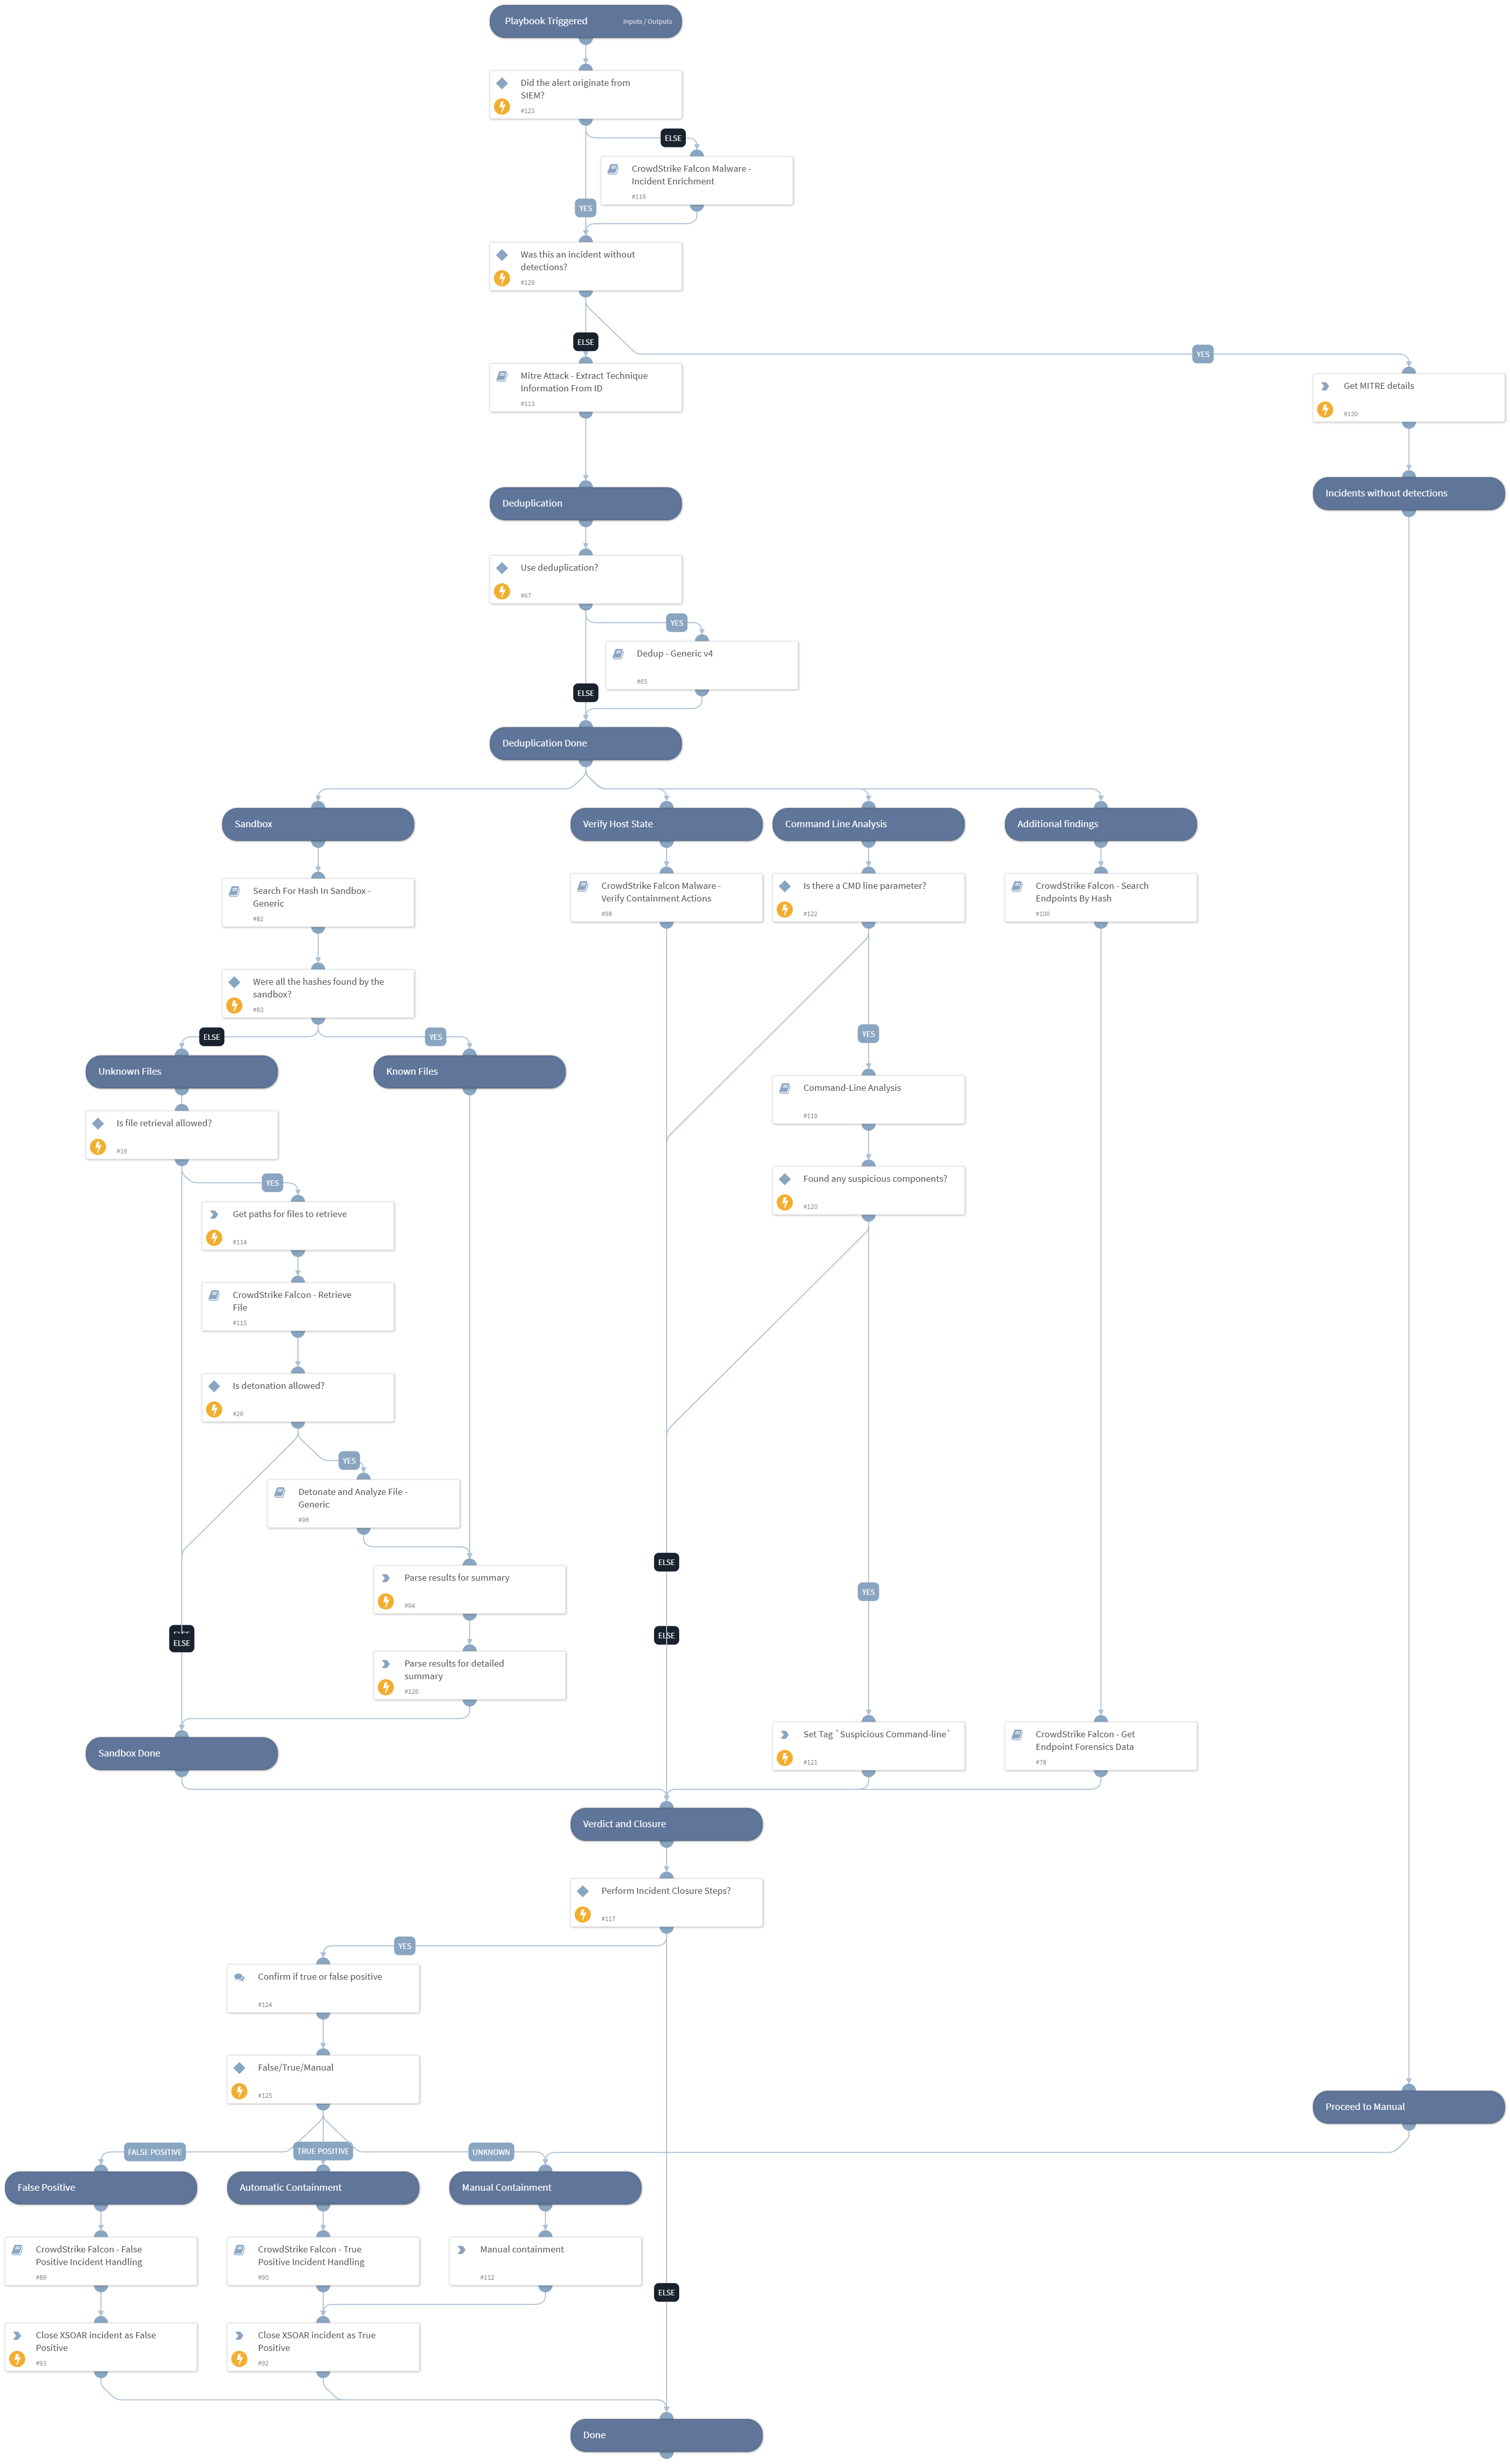 Playbook Triggered
Inputs / Outputs
Did the alert originate from
SIEM?
#123
ELSE
CrowdStrike Falcon Malware -
Incident Enrichment
#116
YES
Was this an incident without
detections?
#129
ELSE
YES
Mitre Attack - Extract Technique
Information From ID
#113
Get MITRE details
#130
Deduplication
Incidents without detections
Use deduplication?
#67
YES
Dedup - Generic v4
#65
ELSE
Deduplication Done
Sandbox
Verify Host State
Command Line Analysis
Additional findings
Search For Hash In Sandbox -
Generic
#82
CrowdStrike Falcon Malware -
Verify Containment Actions
#98
Is there a CMD line parameter?
#122
CrowdStrike Falcon - Search
Endpoints By Hash
#100
Were all the hashes found by the
sandbox?
#83
ELSE
YES
YES
Unknown Files
Known Files
Command-Line Analysis
#119
Is file retrieval allowed?
#18
YES
Found any suspicious components?
#120
Get paths for files to retrieve
#114
CrowdStrike Falcon - Retrieve
File
#115
Is detonation allowed?
#26
YES
Detonate and Analyze File -
Generic
#96
ELSE
Parse results for summary
#94
YES
ELSE
ELSE
ELSE
Parse results for detailed
summary
#126
Sandbox Done
Set Tag `Suspicious Command-line`
#121
CrowdStrike Falcon - Get
Endpoint Forensics Data
#78
Verdict and Closure
Perform Incident Closure Steps?
#117
YES
Confirm if true or false positive
#124
False/True/Manual
#125
Proceed to Manual
FALSE POSITIVE
TRUE POSITIVE
UNKNOWN
False Positive
Automatic Containment
Manual Containment
CrowdStrike Falcon - False
Positive Incident Handling
#89
CrowdStrike Falcon - True
Positive Incident Handling
#90
Manual containment
#112
ELSE
Close XSOAR incident as False
Positive
#93
Close XSOAR incident as True
Positive
#92
Done